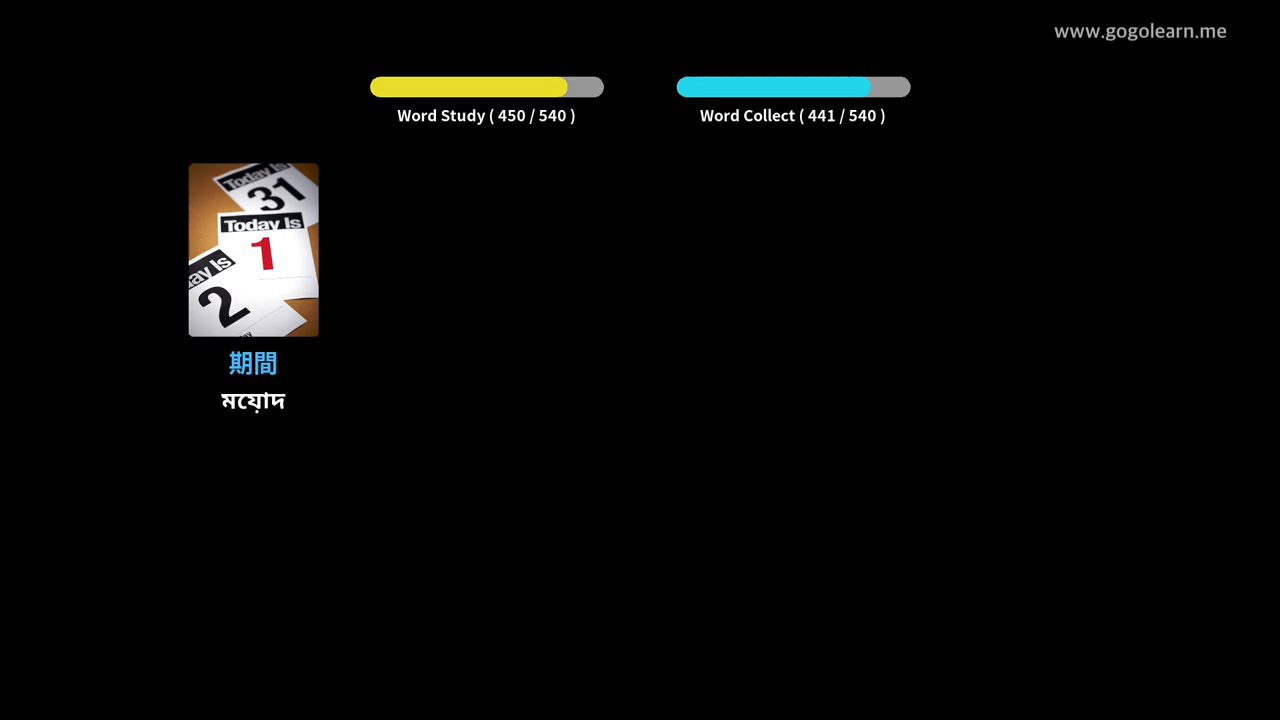 www.gogolearn.me
Word Study ( 450 / 540 )
Word Collect ( 441 / 540 )
Today Is
31
Today Is
1
ay Is
2
期間
ময়োদ